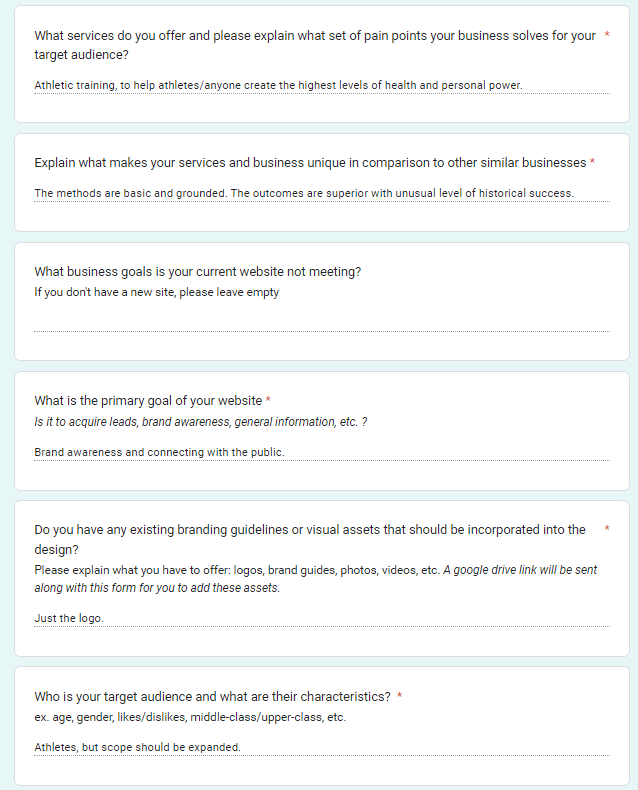 What services do you offer and please explain what set of pain points your business solves for your *
target audience?
Athletic training, to help athletes/anyone create the highest levels of health and personal power.
Explain what makes your services and business unique in comparison to other similar businesses *
The methods are basic and grounded. The outcomes are superior with unusual level of historical success.
What business goals is your current website not meeting?
If you don't have a new site, please leave empty
What is the primary goal of your website *
Is it to acquire leads, brand awareness, general information, etc. ?
Brand awareness and connecting with the public.
Do you have any existing branding guidelines or visual assets that should be incorporated into the *
design?
Please explain what you have to offer: logos, brand guides, photos, videos, etc. A google drive link will be sent
along with this form for you to add these assets.
Just the logo.
Who is your target audience and what are their characteristics? *
ex. age, gender, likes/dislikes, middle-class/upper-class, etc.
Athletes, but scope should be expanded.